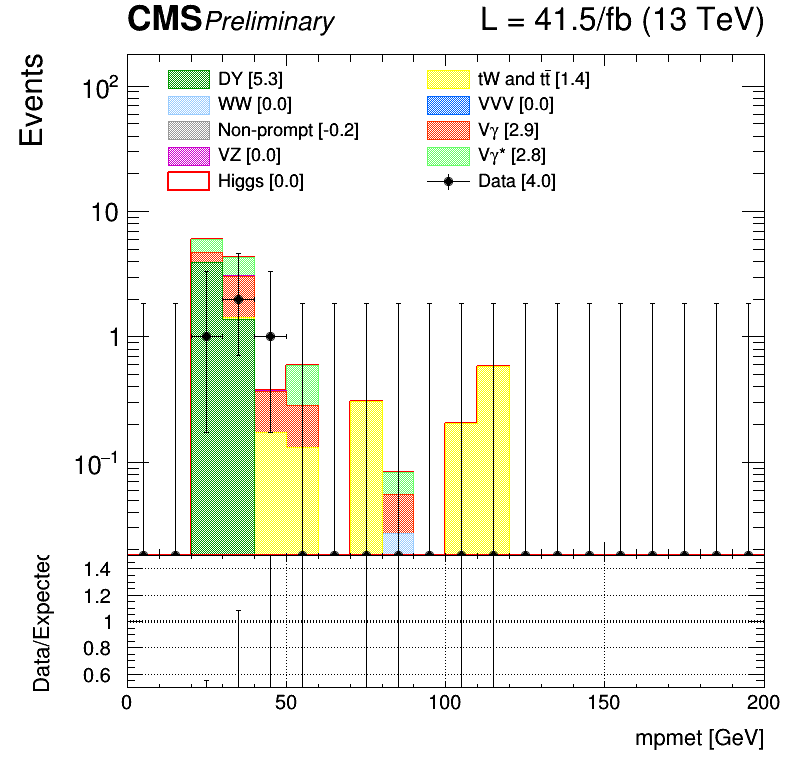 CMS Preliminary L = 41.5/fb (13 TeV)
Events
10²
10
1
10⁻¹
DY [5.3]
WW [0.0]
Non-prompt [-0.2]
VZ [0.0]
Higgs [0.0]
tW and tt̄ [1.4]
VVV [0.0]
Vγ [2.9]
Vγ* [2.8]
Data [4.0]
Data/Expected
1.4
1.2
1
0.8
0.6
0 50 100 150 200
mpmet [GeV]